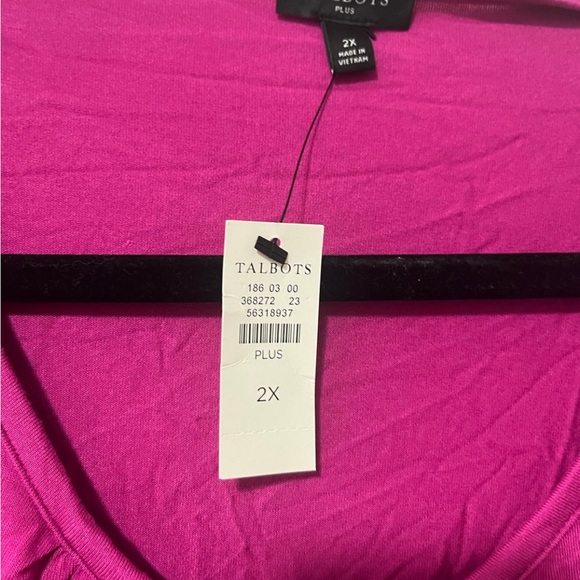 PLUS
2X
MADE IN
VIETNAM
TALBOTS
186 03 00
368272 23
56318937
PLUS
2X